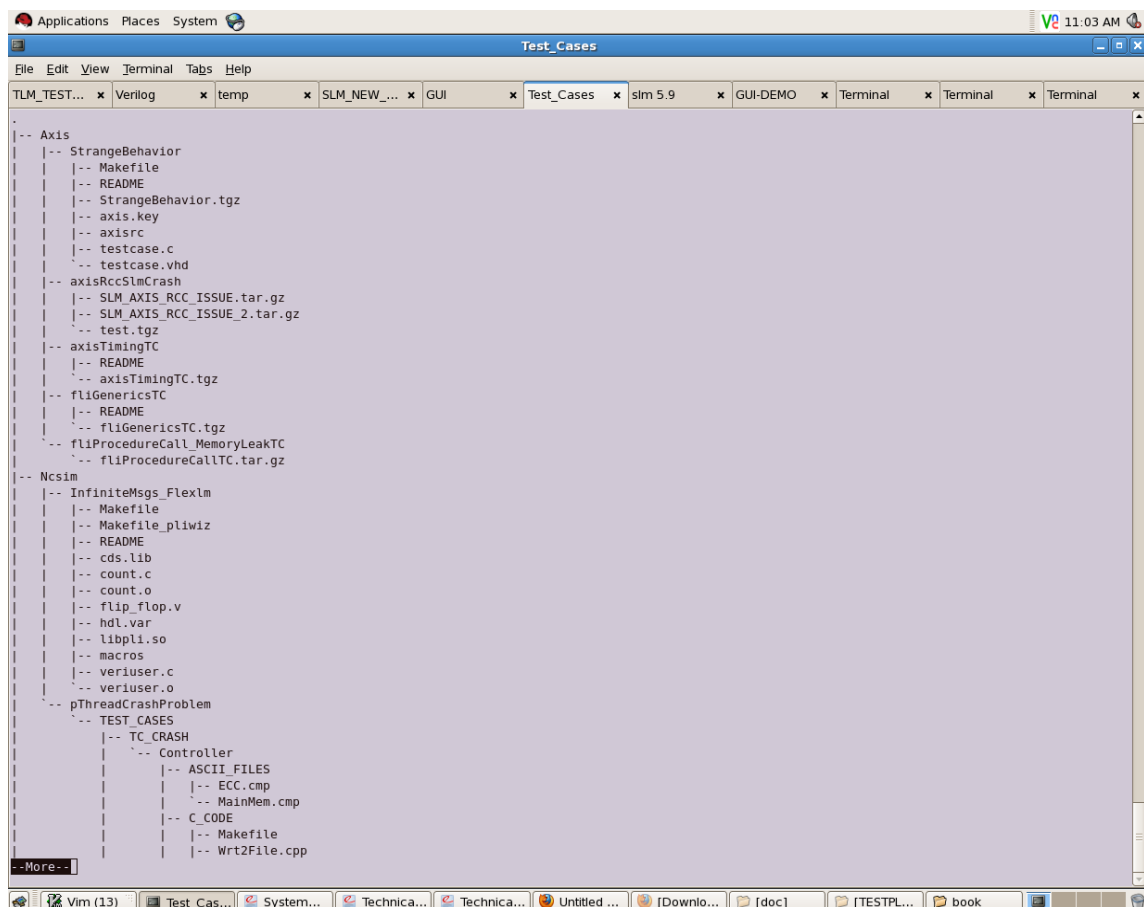 Applications Places System
11:03 AM
Test_Cases
File Edit View Terminal Tabs Help
TLM_TEST... Verilog temp SLM_NEW_... GUI Test_Cases slm 5.9 GUI-DEMO Terminal Terminal Terminal
.
|-- Axis
|   |-- StrangeBehavior
|   |   |-- Makefile
|   |   |-- README
|   |   |-- StrangeBehavior.tgz
|   |   |-- axis.key
|   |   |-- axisrc
|   |   |-- testcase.c
|   |   `-- testcase.vhd
|   |-- axisRccSlmCrash
|   |   |-- SLM_AXIS_RCC_ISSUE.tar.gz
|   |   |-- SLM_AXIS_RCC_ISSUE_2.tar.gz
|   |   `-- test.tgz
|   |-- axisTimingTC
|   |   |-- README
|   |   `-- axisTimingTC.tgz
|   |-- fliGenericsTC
|   |   |-- README
|   |   `-- fliGenericsTC.tgz
|   `-- fliProcedureCall_MemoryLeakTC
|       `-- fliProcedureCallTC.tar.gz
|-- Ncsim
|   |-- InfiniteMsgs_Flexlm
|   |   |-- Makefile
|   |   |-- Makefile_pliwiz
|   |   |-- README
|   |   |-- cds.lib
|   |   |-- count.c
|   |   |-- count.o
|   |   |-- flip_flop.v
|   |   |-- hdl.var
|   |   |-- libpli.so
|   |   |-- macros
|   |   |-- veriuser.c
|   |   `-- veriuser.o
|   `-- pThreadCrashProblem
|       `-- TEST_CASES
|           |-- TC_CRASH
|           |   `-- Controller
|           |       |-- ASCII_FILES
|           |       |   |-- ECC.cmp
|           |       |   `-- MainMem.cmp
|           |       |-- C_CODE
|           |       |   |-- Makefile
|           |       |   |-- Wrt2File.cpp
--More--
Vim (13) Test_Cas... System... Technica... Technica... Untitled ... [Downlo... [doc] [TESTPL... book